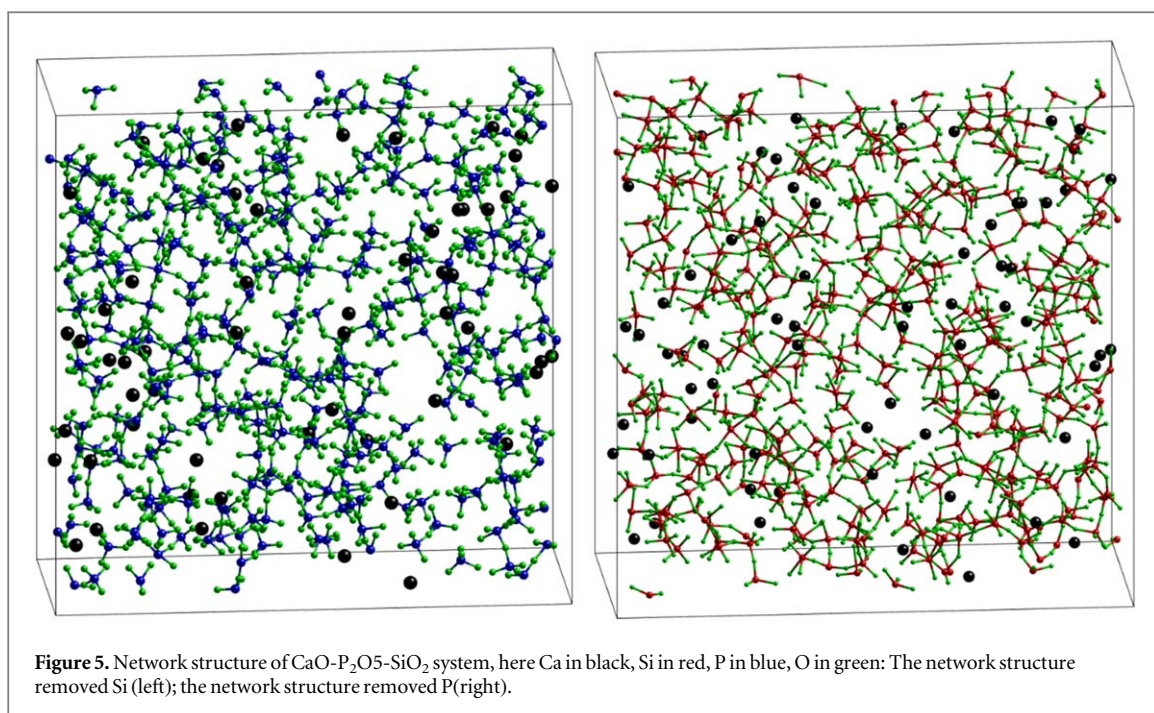 Figure 5. Network structure of CaO-P₂O5-SiO₂ system, here Ca in black, Si in red, P in blue, O in green: The network structure
removed Si (left); the network structure removed P(right).